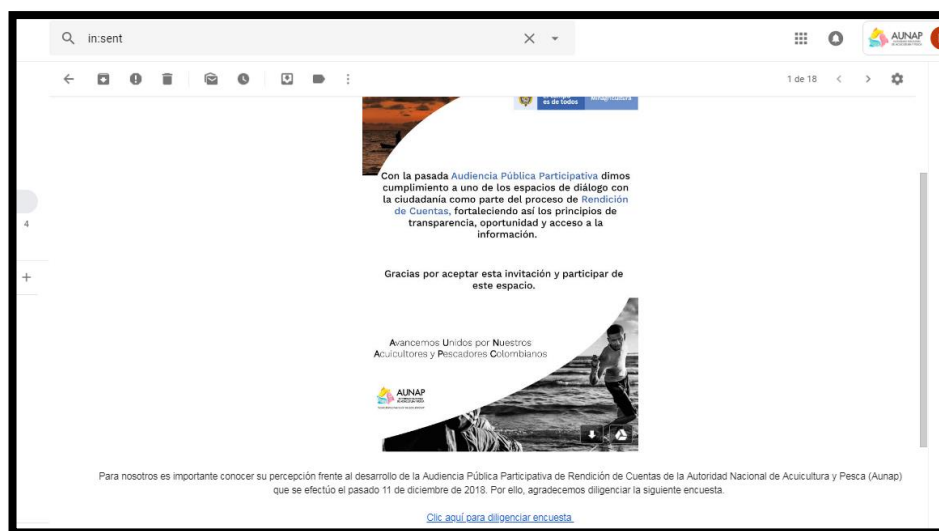 in:sent
AUNAP
1 de 18
es de todos Minagricultura
Con la pasada Audiencia Pública Participativa dimos
cumplimiento a uno de los espacios de diálogo con
la ciudadanía como parte del proceso de Rendición
de Cuentas, fortaleciendo así los principios de
transparencia, oportunidad y acceso a la
información.
4
Gracias por aceptar esta invitación y participar de
este espacio.
Avancemos Unidos por Nuestros
Acuicultores y Pescadores Colombianos
AUNAP
Para nosotros es importante conocer su percepción frente al desarrollo de la Audiencia Pública Participativa de Rendición de Cuentas de la Autoridad Nacional de Acuicultura y Pesca (Aunap)
que se efectúo el pasado 11 de diciembre de 2018. Por ello, agradecemos diligenciar la siguiente encuesta.
Clic aquí para diligenciar encuesta